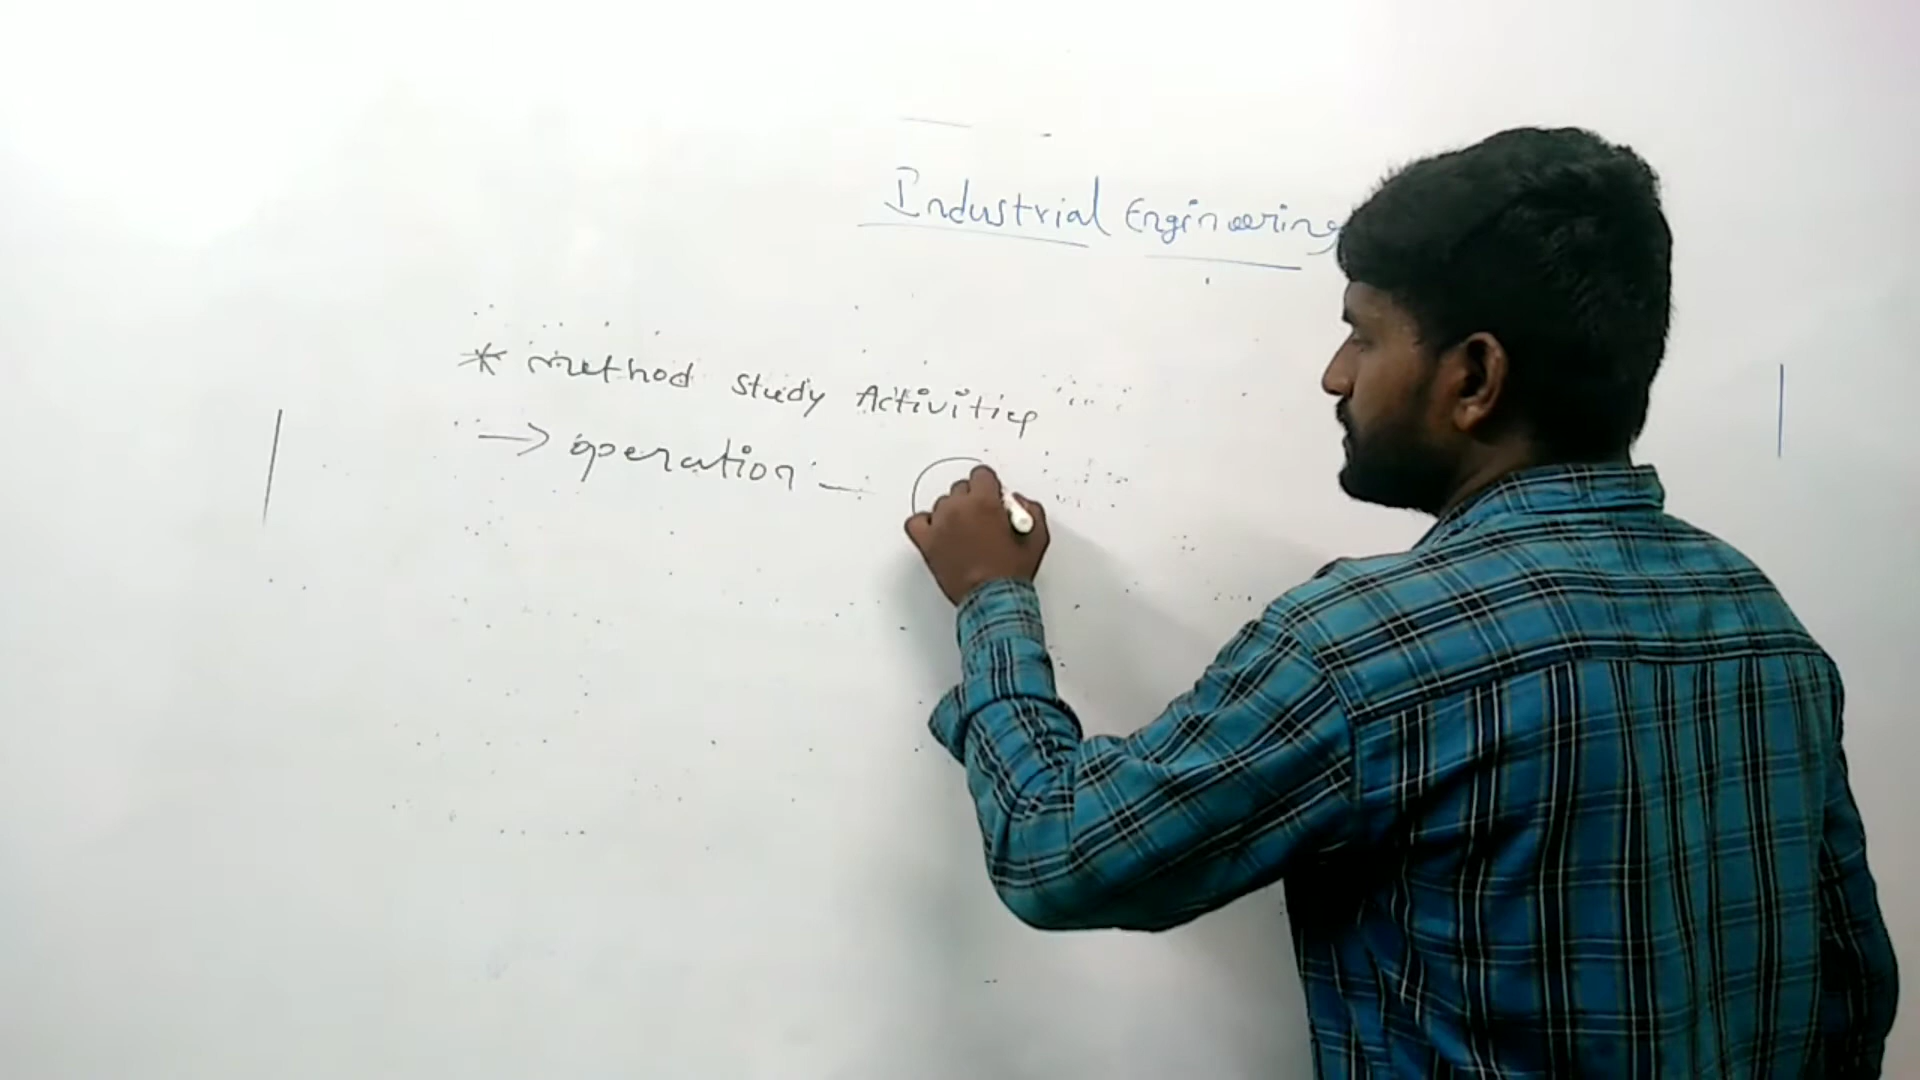 Industrial Engineering
* method study Activities
→ operation —